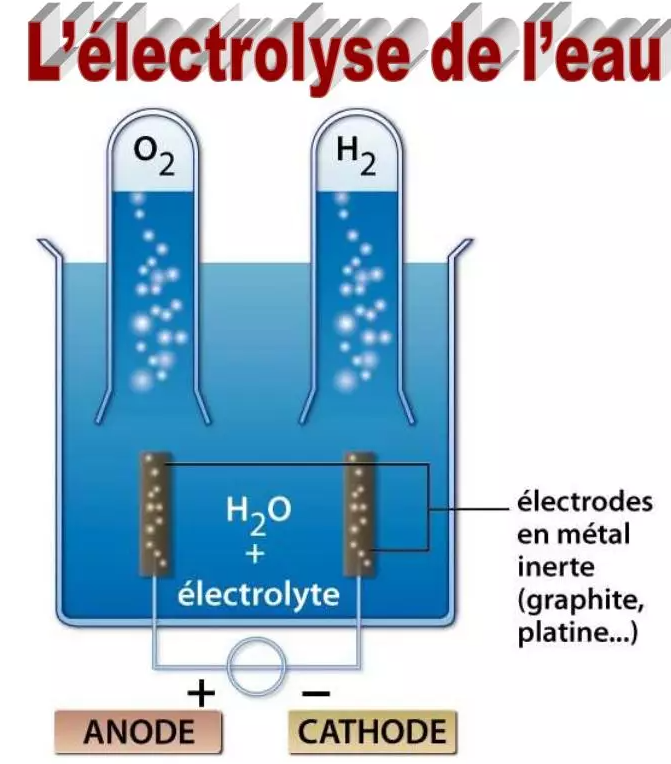 L'électrolyse de l'eau
O₂
H₂
H₂O
+
électrolyte
électrodes
en métal
inerte
(graphite,
platine...)
+ −
ANODE
CATHODE